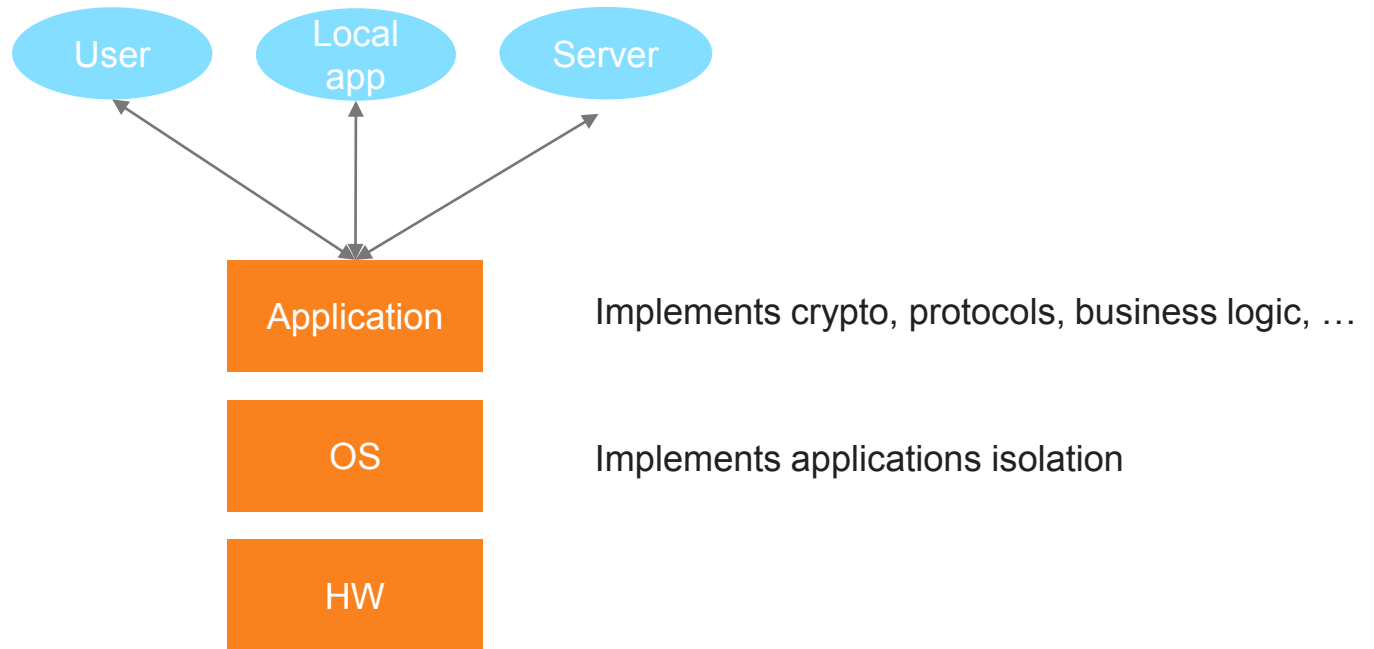 User
Local
app
Server
Application
Implements crypto, protocols, business logic, …
OS
Implements applications isolation
HW